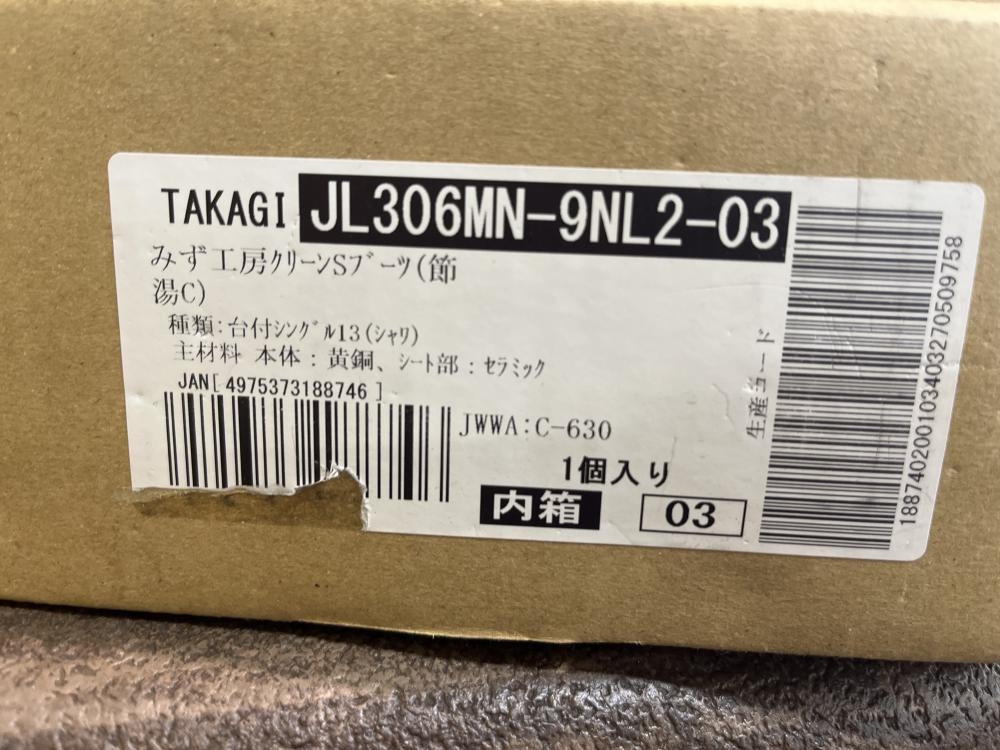 TAKAGI JL306MN-9NL2-03
みず工房クリーンSブーツ(節
湯C)
種類:台付シングル13(シャリ)
主材料 本体:黄銅、シート部:セラミック
JAN[ 4975373188746 ]
JWWA:C-630
1個入り
内箱 03
生産コード
18874020010340327050975​8